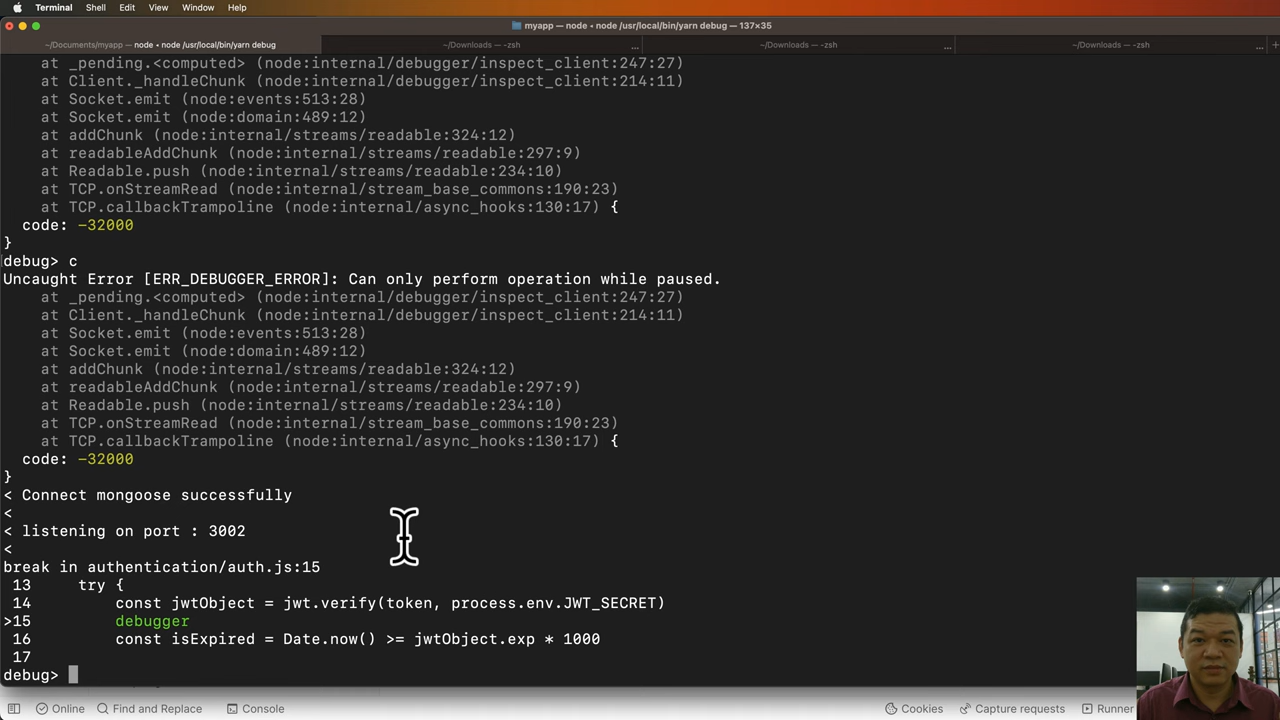 Terminal Shell Edit View Window Help
myapp — node ‹ node /usr/local/bin/yarn debug — 137×35
~/Documents/myapp — node • node /usr/local/bin/yarn debug
~/Downloads — -zsh ...
~/Downloads — -zsh ...
~/Downloads — -zsh ...
at _pending.<computed> (node:internal/debugger/inspect_client:247:27)
at Client._handleChunk (node:internal/debugger/inspect_client:214:11)
at Socket.emit (node:events:513:28)
at Socket.emit (node:domain:489:12)
at addChunk (node:internal/streams/readable:324:12)
at readableAddChunk (node:internal/streams/readable:297:9)
at Readable.push (node:internal/streams/readable:234:10)
at TCP.onStreamRead (node:internal/stream_base_commons:190:23)
at TCP.callbackTrampoline (node:internal/async_hooks:130:17) {
code: -32000
}
debug> c
Uncaught Error [ERR_DEBUGGER_ERROR]: Can only perform operation while paused.
at _pending.<computed> (node:internal/debugger/inspect_client:247:27)
at Client._handleChunk (node:internal/debugger/inspect_client:214:11)
at Socket.emit (node:events:513:28)
at Socket.emit (node:domain:489:12)
at addChunk (node:internal/streams/readable:324:12)
at readableAddChunk (node:internal/streams/readable:297:9)
at Readable.push (node:internal/streams/readable:234:10)
at TCP.onStreamRead (node:internal/stream_base_commons:190:23)
at TCP.callbackTrampoline (node:internal/async_hooks:130:17) {
code: -32000
}
< Connect mongoose successfully
<
< listening on port : 3002
<
break in authentication/auth.js:15
13 try {
14 const jwtObject = jwt.verify(token, process.env.JWT_SECRET)
>15 debugger
16 const isExpired = Date.now() >= jwtObject.exp * 1000
17
debug>
Online Find and Replace Console Cookies Capture requests Runner